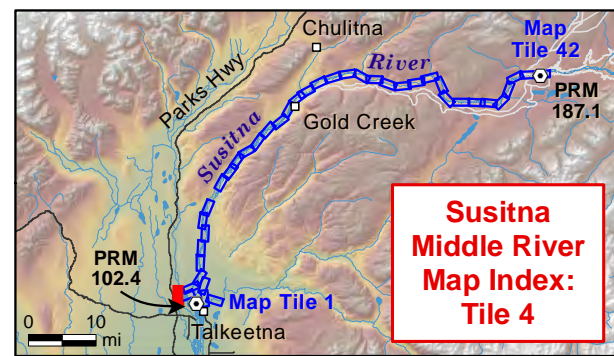 Chulitna
Map
Tile 42
River
Parks Hwy
PRM
187.1
Gold Creek
Susitna
Susitna
Middle River
Map Index:
Tile 4
PRM
102.4
Map Tile 1
Talkeetna
0 10
mi